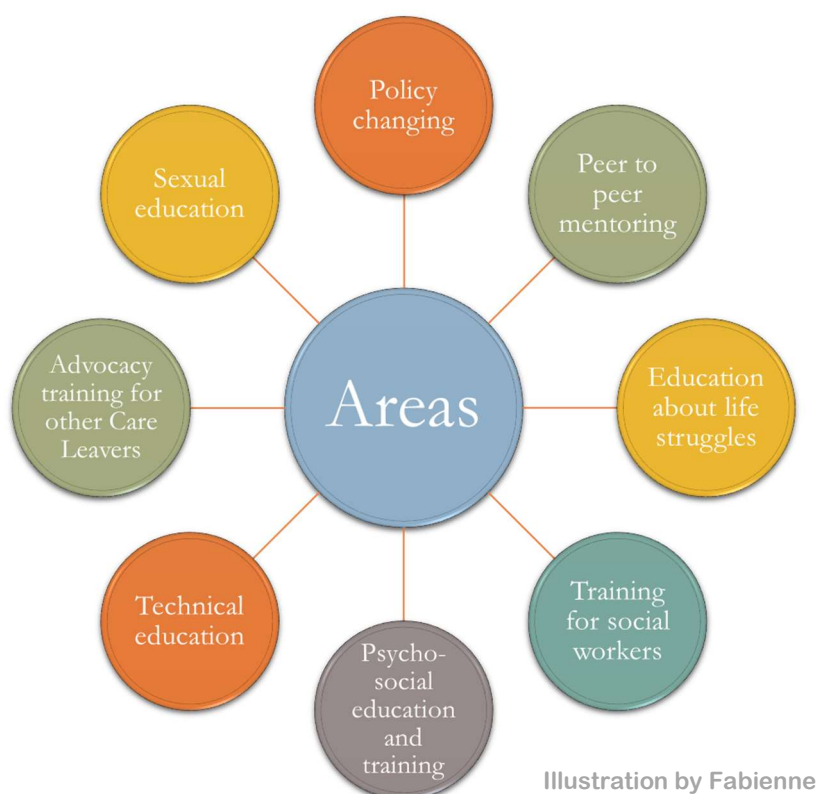 Policy
changing
Peer to
peer
mentoring
Education
about life
struggles
Training
for social
workers
Psycho-
social
education
and
training
Technical
education
Advocacy
training for
other Care
Leavers
Sexual
education
Areas
Illustration by Fabienne